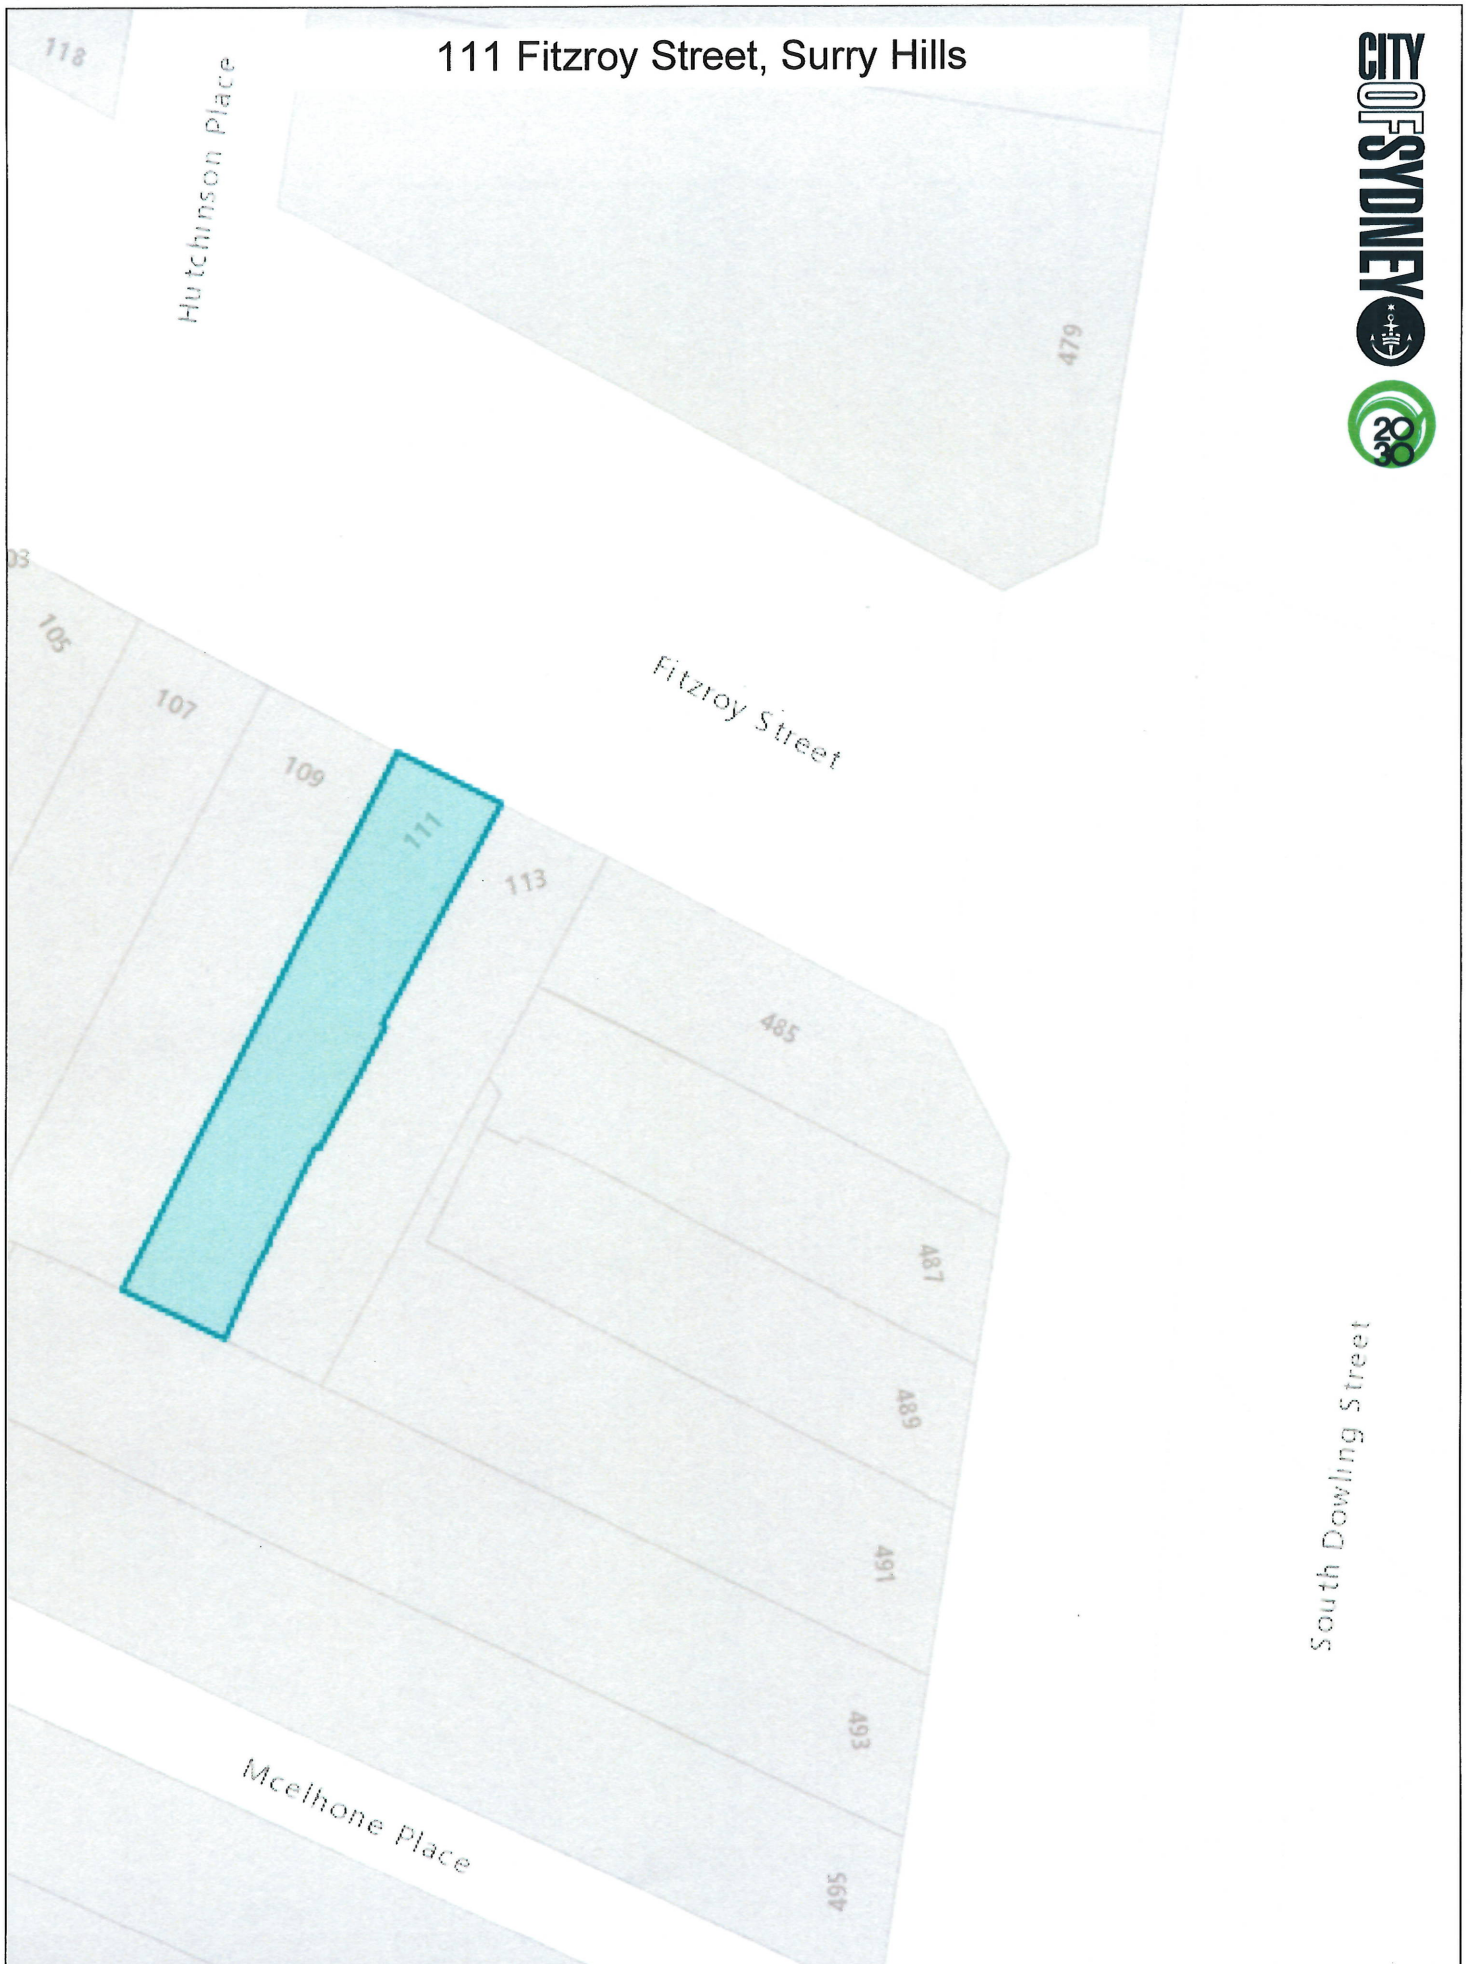 111 Fitzroy Street, Surry Hills
CITY OF SYDNEY
2030
118
Hutchinson Place
479
03
105
107
109
111
113
Fitzroy Street
485
487
489
491
493
495
South Dowling Street
Mcelhone Place